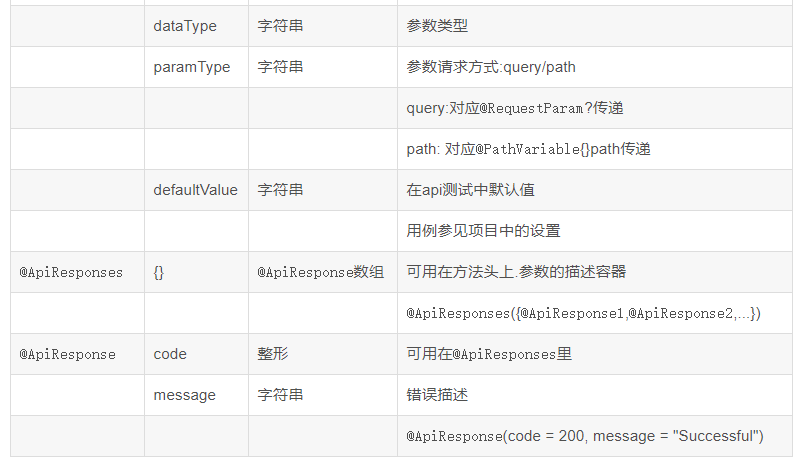 dataType 字符串 参数类型
paramType 字符串 参数请求方式:query/path
query:对应@RequestParam?传递
path: 对应@PathVariable{}path传递
defaultValue 字符串 在api测试中默认值
用例参见项目中的设置
@ApiResponses {} @ApiResponse数组 可用在方法头上.参数的描述容器
@ApiResponses({@ApiResponse1,@ApiResponse2,...})
@ApiResponse code 整形 可用在@ApiResponses里
message 字符串 错误描述
@ApiResponse(code = 200, message = "Successful")